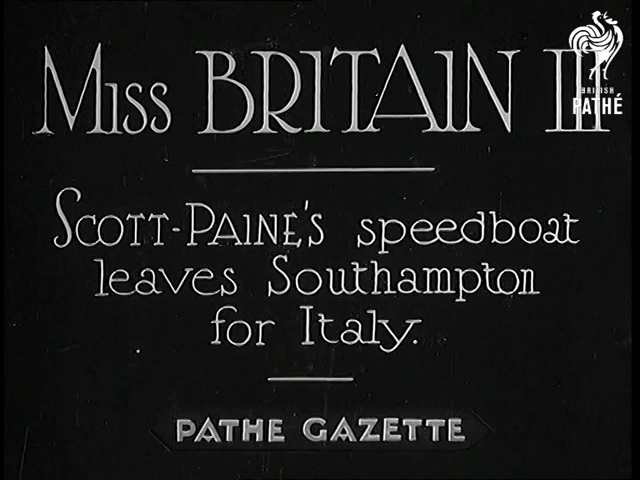 Miss BRITAIN III
BRITISH
PATHÉ
SCOTT-PAINE'S speedboat
leaves Southampton
for Italy.
PATHE GAZETTE